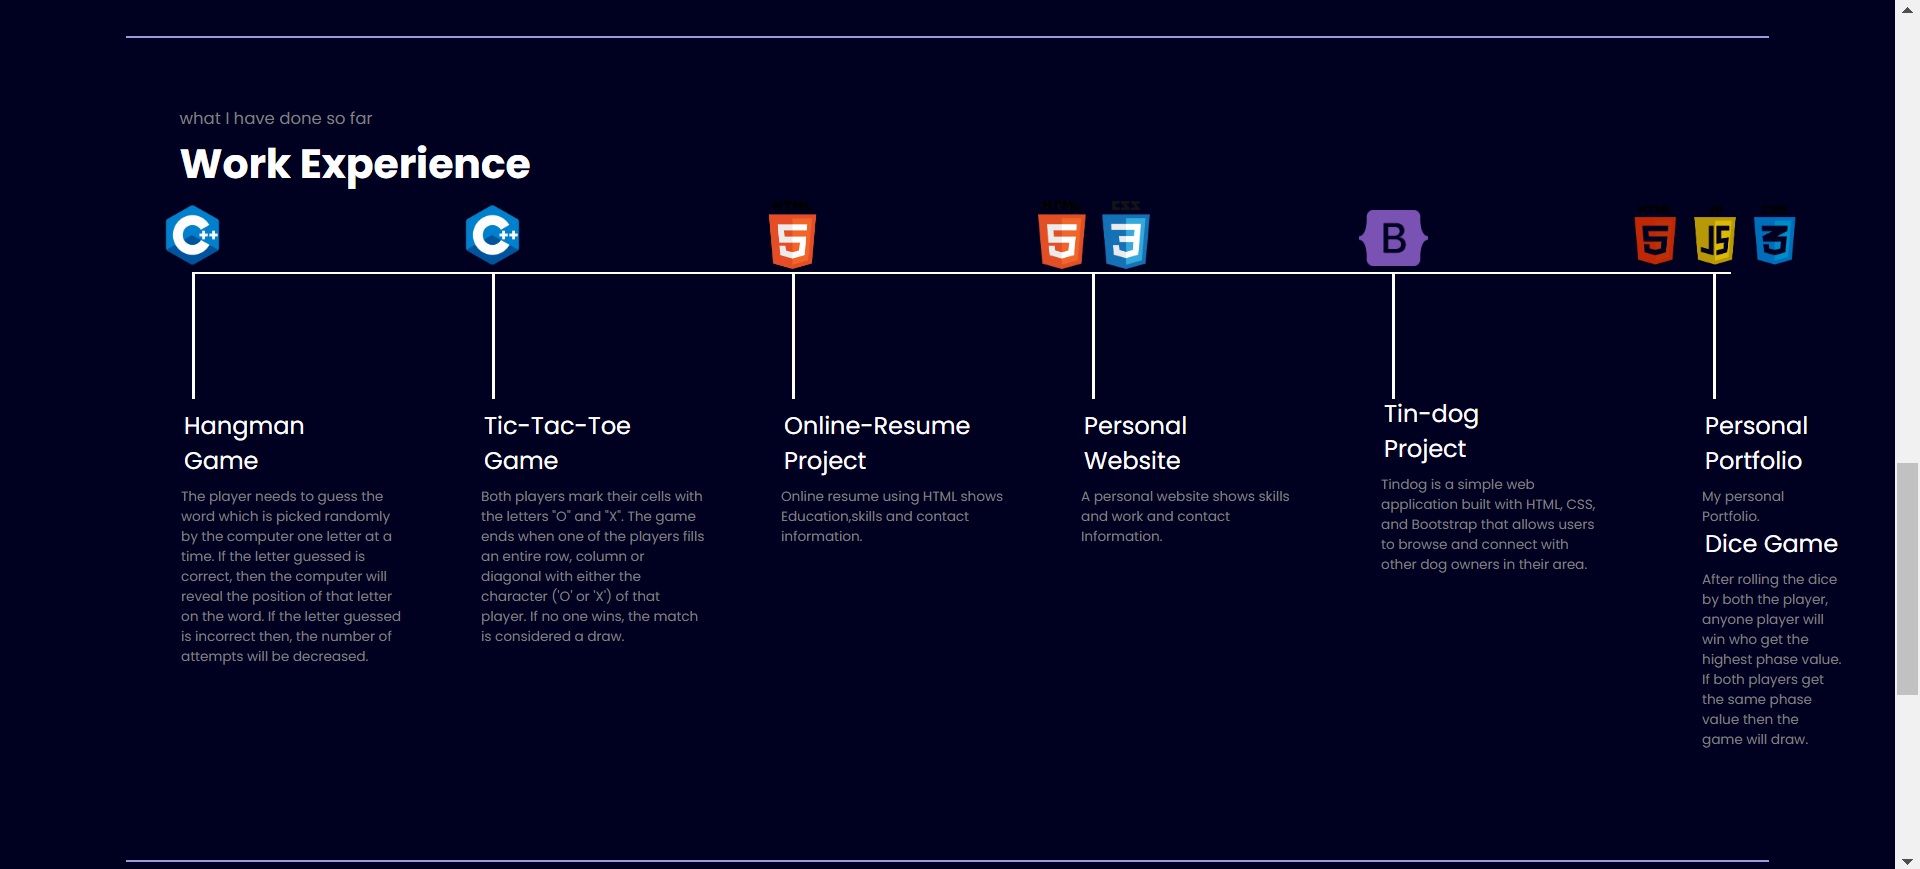 what I have done so far
Work Experience
C++
C++
HTML
5
5
CSS
3
B
5
JS
3
Hangman
Game
The player needs to guess the
word which is picked randomly
by the computer one letter at a
time. If the letter guessed is
correct, then the computer will
reveal the position of that letter
on the word. If the letter guessed
is incorrect then, the number of
attempts will be decreased.
Tic-Tac-Toe
Game
Both players mark their cells with
the letters "O" and "X". The game
ends when one of the players fills
an entire row, column or
diagonal with either the
character ('O' or 'X') of that
player. If no one wins, the match
is considered a draw.
Online-Resume
Project
Online resume using HTML shows
Education,skills and contact
information.
Personal
Website
A personal website shows skills
and work and contact
Information.
Tin-dog
Project
Tindog is a simple web
application built with HTML, CSS,
and Bootstrap that allows users
to browse and connect with
other dog owners in their area.
Personal
Portfolio
My personal
Portfolio.
Dice Game
After rolling the dice
by both the player,
anyone player will
win who get the
highest phase value.
If both players get
the same phase
value then the
game will draw.